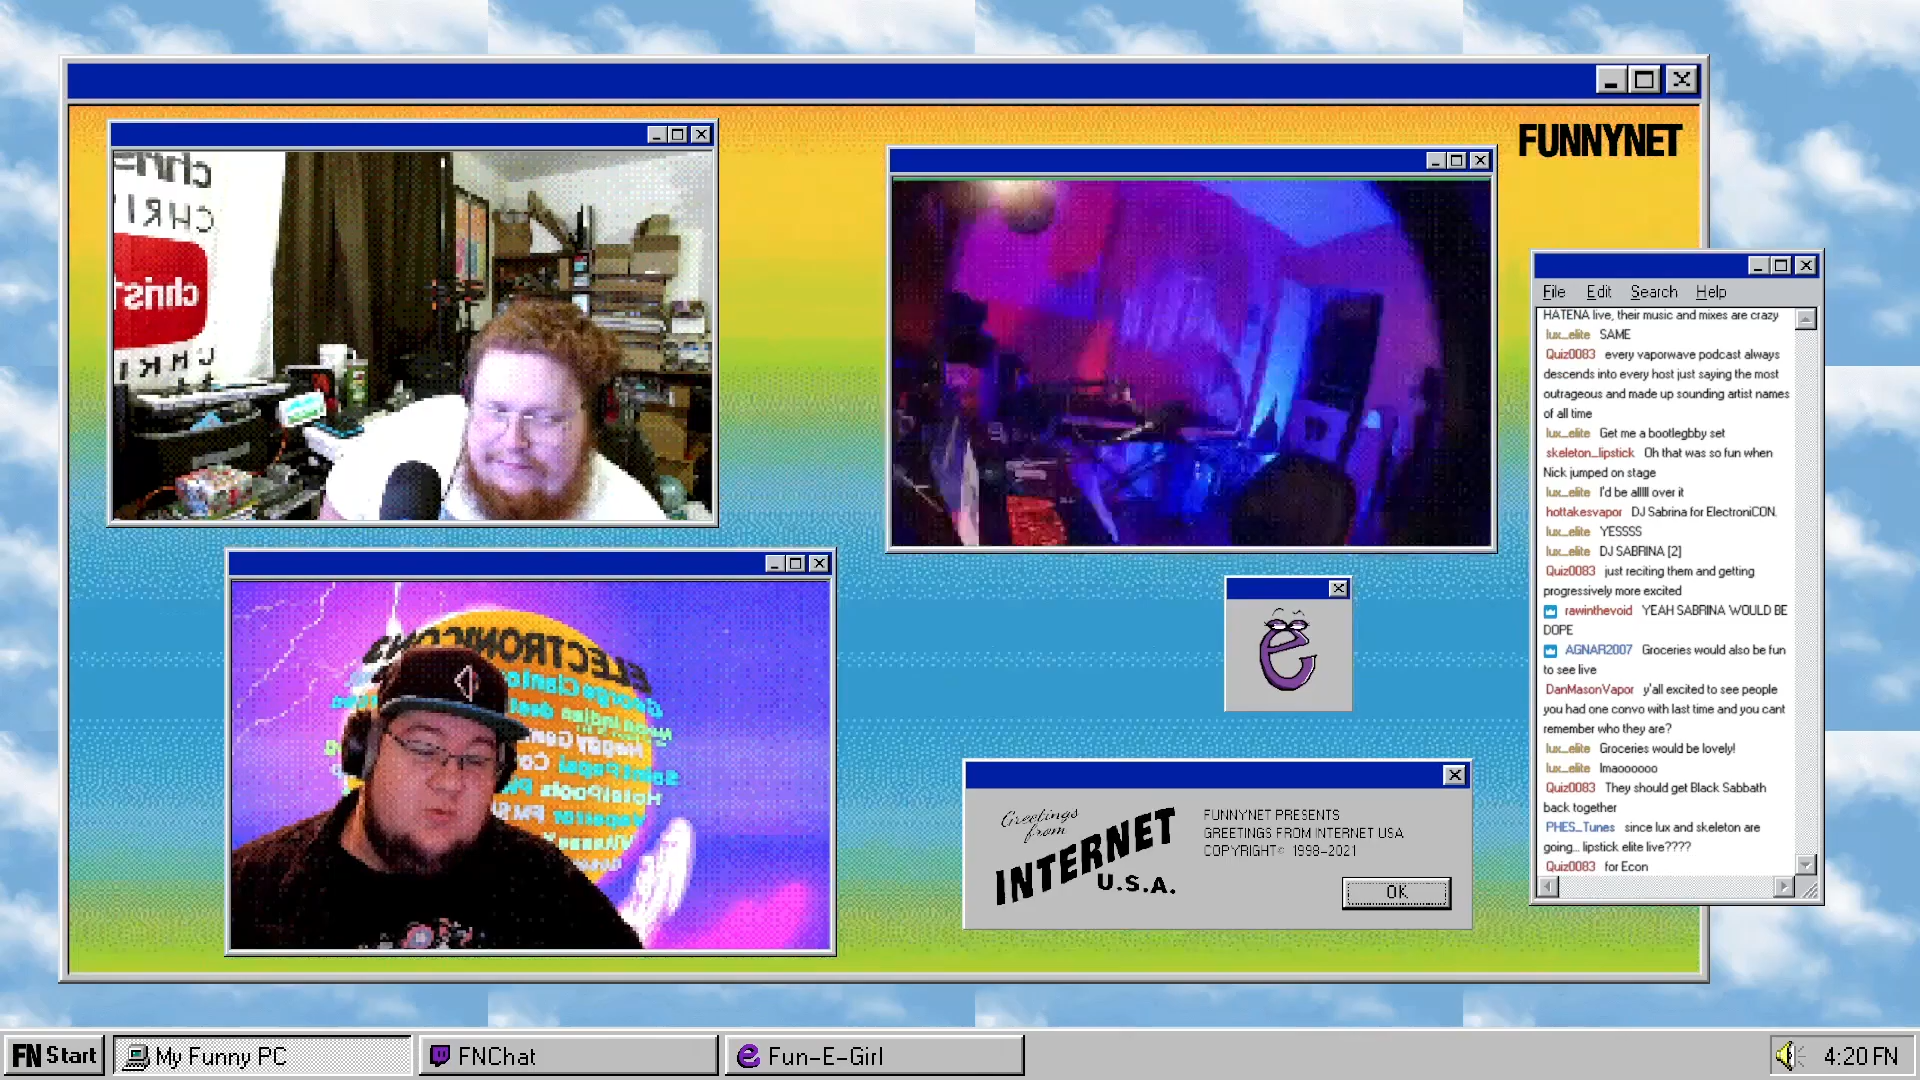 FUNNYNET
chris
CHRI
chris
CHRI
ELECTRONICON
George Clanton
File Edit Search Help
HATENA live, their music and mixes are crazy
lux_elite SAME
Quiz0083 every vaporwave podcast always
descends into every host just saying the most
outrageous and made up sounding artist names
of all time
lux_elite Get me a bootlegbby set
skeleton_lipstick Oh that was so fun when
Nick jumped on stage
lux_elite I'd be allll over it
hottakesvapor DJ Sabrina for ElectroniCON.
lux_elite YESSSS
lux_elite DJ SABRINA [2]
Quiz0083 just reciting them and getting
progressively more excited
rawinthevoid YEAH SABRINA WOULD BE
DOPE
AGNAR2007 Groceries would also be fun
to see live
DanMasonVapor y'all excited to see people
you had one convo with last time and you cant
remember who they are?
lux_elite Groceries would be lovely!
lux_elite lmaoooooo
Quiz0083 They should get Black Sabbath
back together
PHES_Tunes since lux and skeleton are
going... lipstick elite live????
Quiz0083 for Econ
ë
Greetings
from
INTERNET
U.S.A.
FUNNYNET PRESENTS
GREETINGS FROM INTERNET USA
COPYRIGHT© 1998-2021
OK
FN Start
My Funny PC
FNChat
Fun-E-Girl
4:20 FN